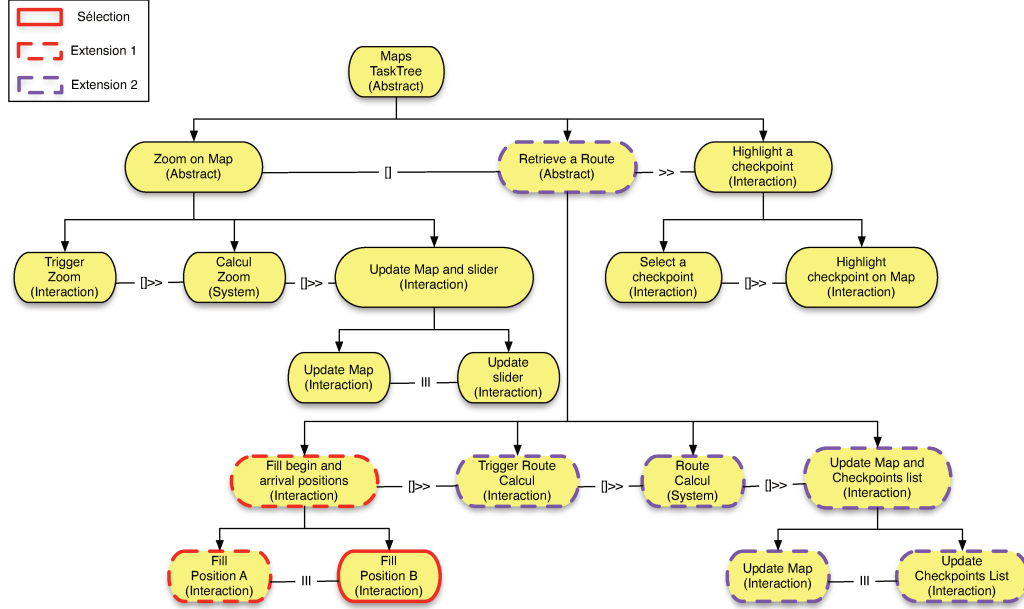 Sélection
Extension 1
Extension 2
Maps
TaskTree
(Abstract)
Zoom on Map
(Abstract)
[]
Retrieve a Route
(Abstract)
>>
Highlight a
checkpoint
(Interaction)
Trigger
Zoom
(Interaction)
[]>>
Calcul
Zoom
(System)
[]>>
Update Map and slider
(Interaction)
Select a
checkpoint
(Interaction)
[]>>
Highlight
checkpoint on Map
(Interaction)
Update Map
(Interaction)
III
Update
slider
(Interaction)
Fill begin and
arrival positions
(Interaction)
[]>>
Trigger Route
Calcul
(Interaction)
[]>>
Route
Calcul
(System)
[]>>
Update Map and
Checkpoints list
(Interaction)
Fill
Position A
(Interaction)
III
Fill
Position B
(Interaction)
Update Map
(Interaction)
III
Update
Checkpoints List
(Interaction)